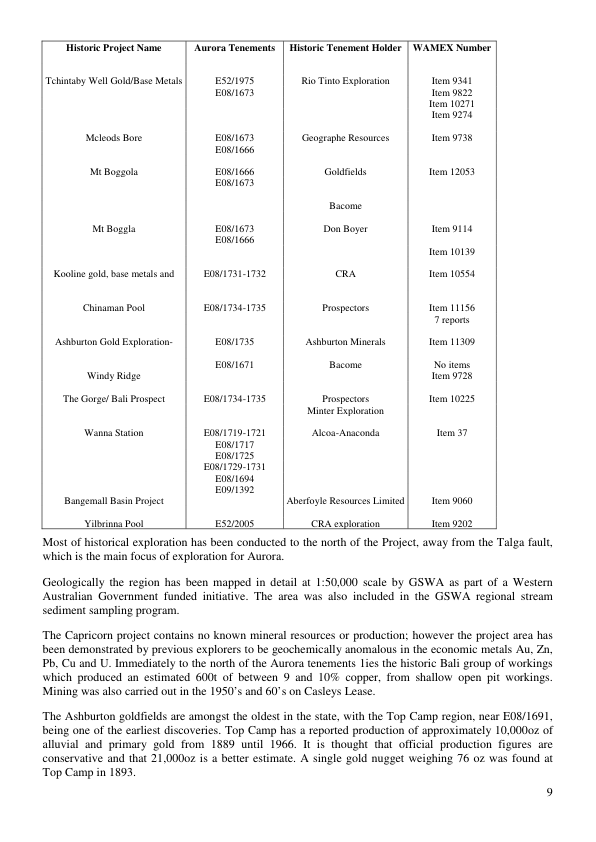 Historic Project Name Aurora Tenements Historic Tenement Holder WAMEX Number
Tchintaby Well Gold/Base Metals E52/1975 Rio Tinto Exploration Item 9341
E08/1673 Item 9822
Item 10271
Item 9274
Mcleods Bore E08/1673 Geographe Resources Item 9738
E08/1666
Mt Boggola E08/1666 Goldfields Item 12053
E08/1673
Bacome
Mt Boggla E08/1673 Don Boyer Item 9114
E08/1666
Item 10139
Kooline gold, base metals and E08/1731-1732 CRA Item 10554
Chinaman Pool E08/1734-1735 Prospectors Item 11156
7 reports
Ashburton Gold Exploration- E08/1735 Ashburton Minerals Item 11309
E08/1671 Bacome No items
Windy Ridge Item 9728
The Gorge/ Bali Prospect E08/1734-1735 Prospectors Item 10225
Minter Exploration
Wanna Station E08/1719-1721 Alcoa-Anaconda Item 37
E08/1717
E08/1725
E08/1729-1731
E08/1694
E09/1392
Bangemall Basin Project Aberfoyle Resources Limited Item 9060
Yilbrinna Pool E52/2005 CRA exploration Item 9202
Most of historical exploration has been conducted to the north of the Project, away from the Talga fault,
which is the main focus of exploration for Aurora.
Geologically the region has been mapped in detail at 1:50,000 scale by GSWA as part of a Western
Australian Government funded initiative. The area was also included in the GSWA regional stream
sediment sampling program.
The Capricorn project contains no known mineral resources or production; however the project area has
been demonstrated by previous explorers to be geochemically anomalous in the economic metals Au, Zn,
Pb, Cu and U. Immediately to the north of the Aurora tenements 1ies the historic Bali group of workings
which produced an estimated 600t of between 9 and 10% copper, from shallow open pit workings.
Mining was also carried out in the 1950's and 60's on Casleys Lease.
The Ashburton goldfields are amongst the oldest in the state, with the Top Camp region, near E08/1691,
being one of the earliest discoveries. Top Camp has a reported production of approximately 10,000oz of
alluvial and primary gold from 1889 until 1966. It is thought that official production figures are
conservative and that 21,000oz is a better estimate. A single gold nugget weighing 76 oz was found at
Top Camp in 1893.
9